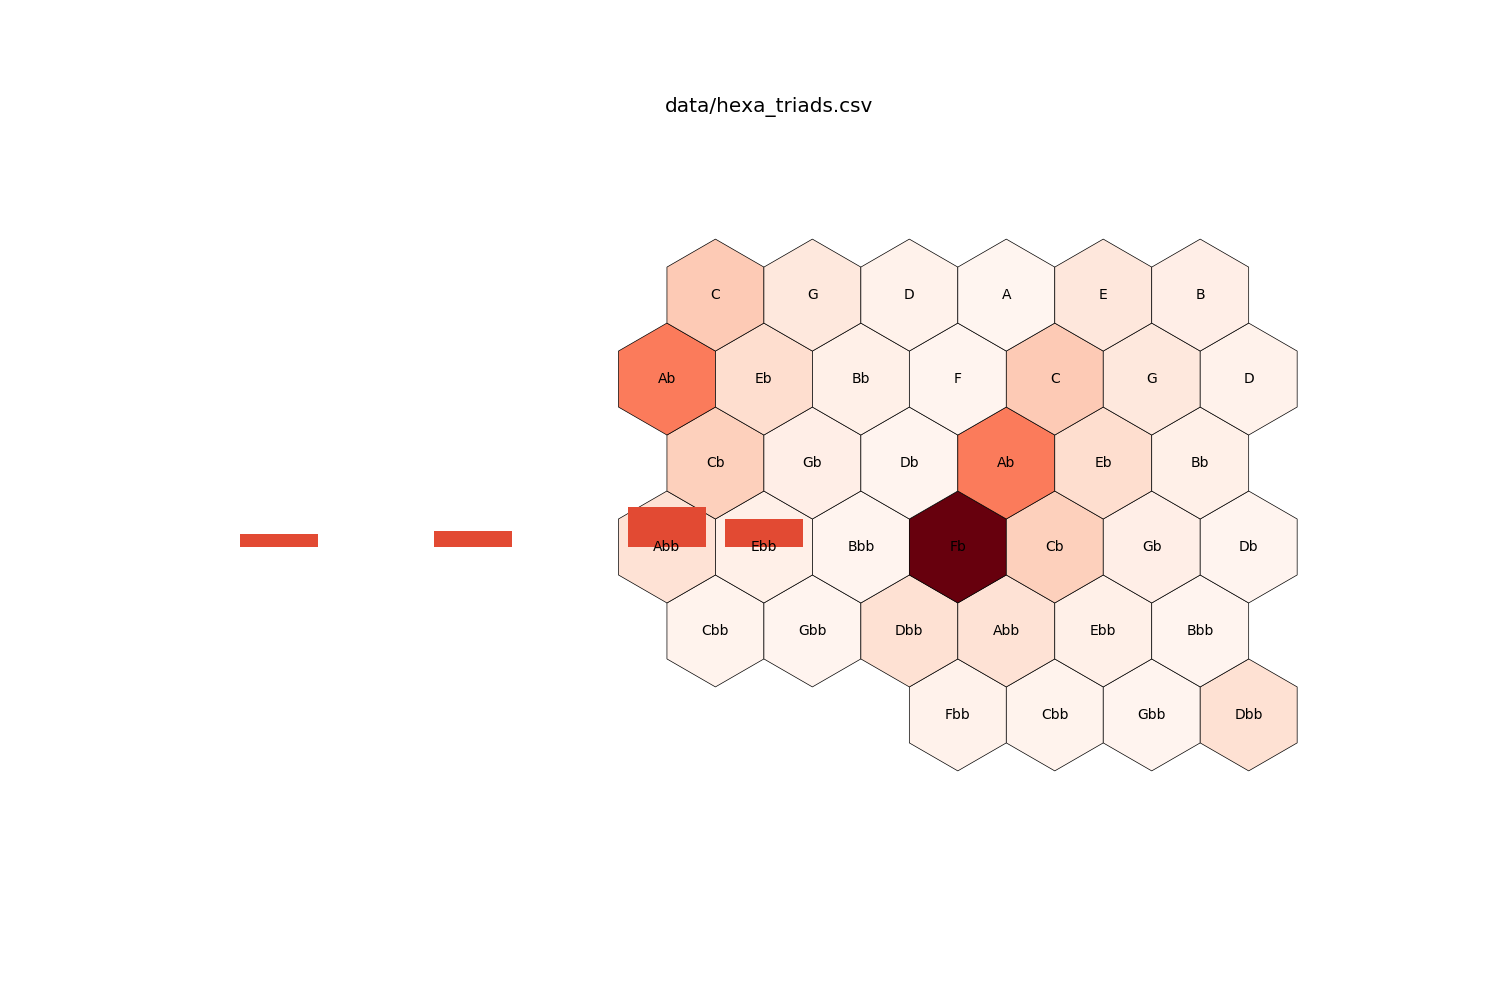 data/hexa_triads.csv
C G D A E B
Ab Eb Bb F C G D
Cb Gb Db Ab Eb Bb
Abb Ebb Bbb Fb Cb Gb Db
Cbb Gbb Dbb Abb Ebb Bbb
Fbb Cbb Gbb Dbb